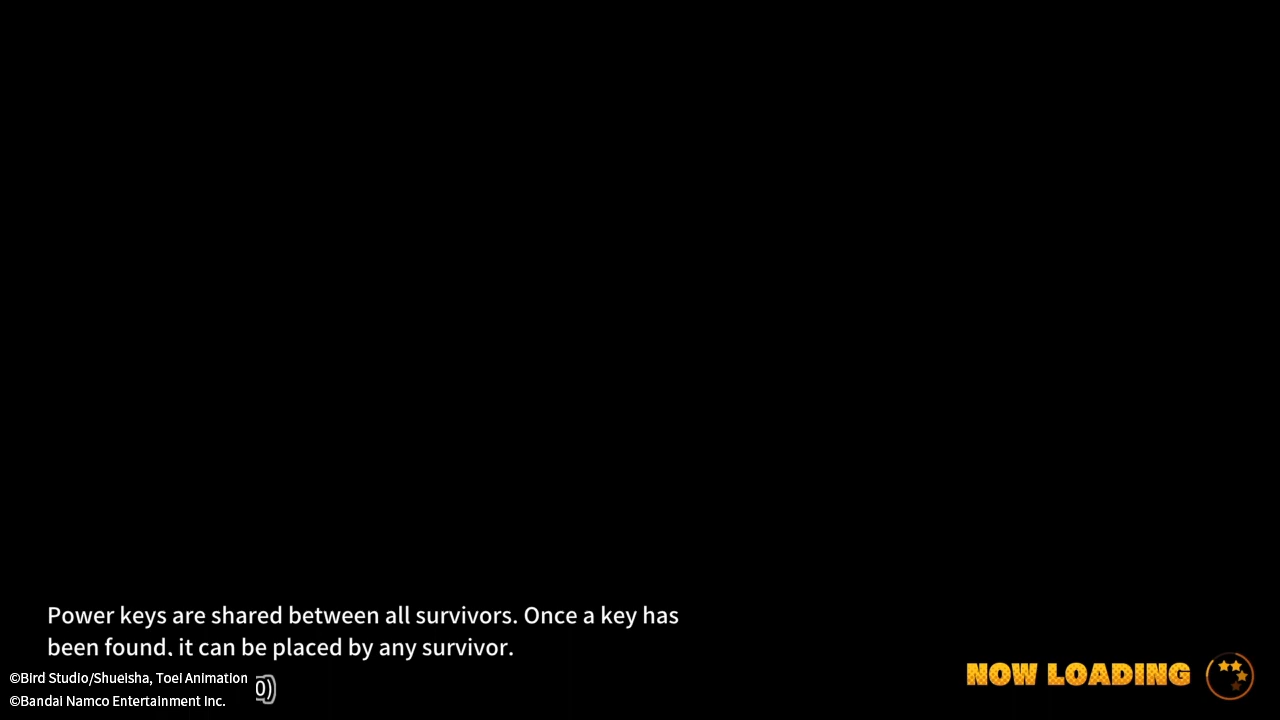 Power keys are shared between all survivors. Once a key has
been found, it can be placed by any survivor.
©Bird Studio/Shueisha, Toei Animation
©Bandai Namco Entertainment Inc.
NOW LOADING